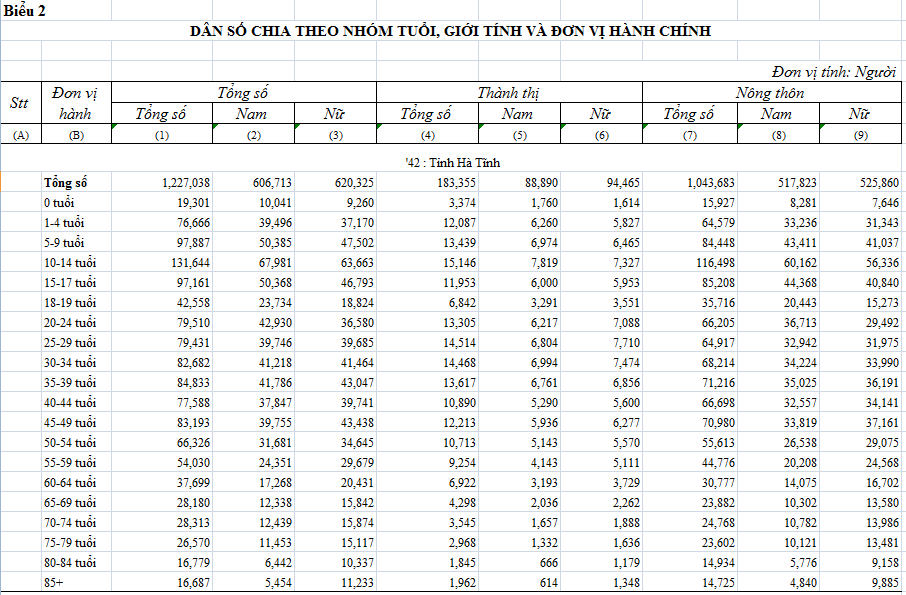 Biểu 2
DÂN SỐ CHIA THEO NHÓM TUỔI, GIỚI TÍNH VÀ ĐƠN VỊ HÀNH CHÍNH
Đơn vị tính: Người
Stt Đơn vị hành Tổng số Thành thị Nông thôn
Tổng số Nam Nữ Tổng số Nam Nữ Tổng số Nam Nữ
(A) (B) (1) (2) (3) (4) (5) (6) (7) (8) (9)
'42 : Tỉnh Hà Tĩnh
Tổng số 1,227,038 606,713 620,325 183,355 88,890 94,465 1,043,683 517,823 525,860
0 tuổi 19,301 10,041 9,260 3,374 1,760 1,614 15,927 8,281 7,646
1-4 tuổi 76,666 39,496 37,170 12,087 6,260 5,827 64,579 33,236 31,343
5-9 tuổi 97,887 50,385 47,502 13,439 6,974 6,465 84,448 43,411 41,037
10-14 tuổi 131,644 67,981 63,663 15,146 7,819 7,327 116,498 60,162 56,336
15-17 tuổi 97,161 50,368 46,793 11,953 6,000 5,953 85,208 44,368 40,840
18-19 tuổi 42,558 23,734 18,824 6,842 3,291 3,551 35,716 20,443 15,273
20-24 tuổi 79,510 42,930 36,580 13,305 6,217 7,088 66,205 36,713 29,492
25-29 tuổi 79,431 39,746 39,685 14,514 6,804 7,710 64,917 32,942 31,975
30-34 tuổi 82,682 41,218 41,464 14,468 6,994 7,474 68,214 34,224 33,990
35-39 tuổi 84,833 41,786 43,047 13,617 6,761 6,856 71,216 35,025 36,191
40-44 tuổi 77,588 37,847 39,741 10,890 5,290 5,600 66,698 32,557 34,141
45-49 tuổi 83,193 39,755 43,438 12,213 5,936 6,277 70,980 33,819 37,161
50-54 tuổi 66,326 31,681 34,645 10,713 5,143 5,570 55,613 26,538 29,075
55-59 tuổi 54,030 24,351 29,679 9,254 4,143 5,111 44,776 20,208 24,568
60-64 tuổi 37,699 17,268 20,431 6,922 3,193 3,729 30,777 14,075 16,702
65-69 tuổi 28,180 12,338 15,842 4,298 2,036 2,262 23,882 10,302 13,580
70-74 tuổi 28,313 12,439 15,874 3,545 1,657 1,888 24,768 10,782 13,986
75-79 tuổi 26,570 11,453 15,117 2,968 1,332 1,636 23,602 10,121 13,481
80-84 tuổi 16,779 6,442 10,337 1,845 666 1,179 14,934 5,776 9,158
85+ 16,687 5,454 11,233 1,962 614 1,348 14,725 4,840 9,885